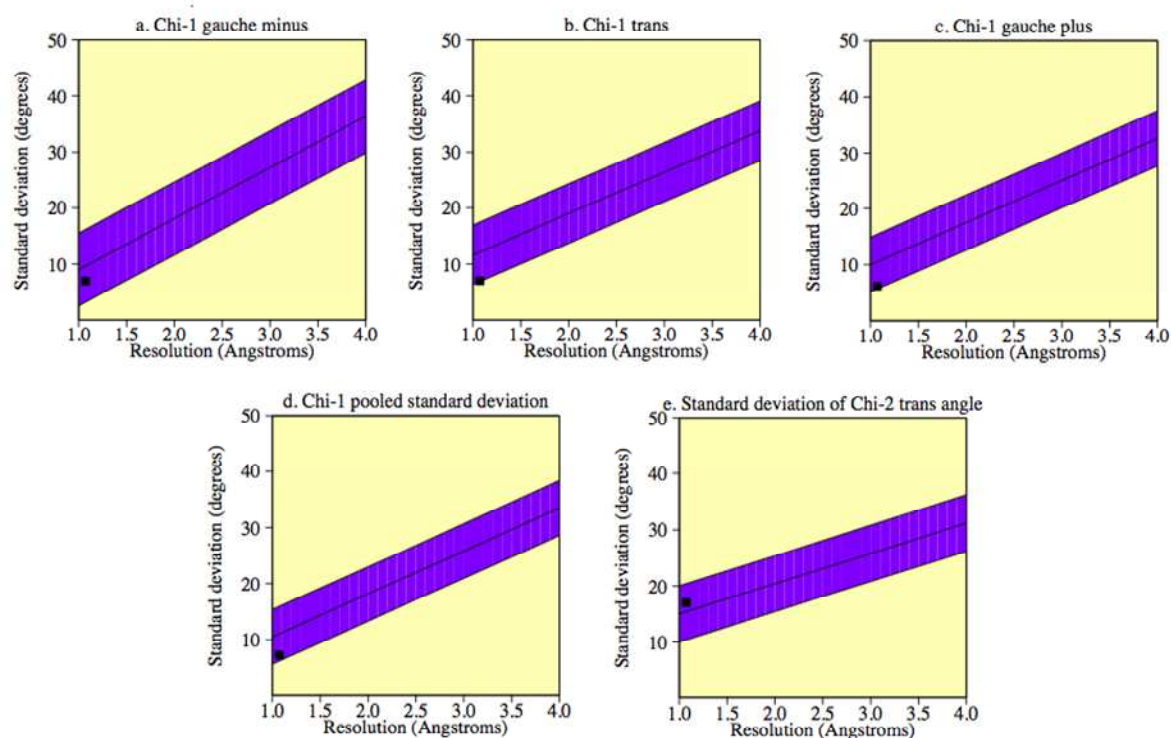 a. Chi-1 gauche minus
Standard deviation (degrees)
50
40
30
20
10
1.0 1.5 2.0 2.5 3.0 3.5 4.0
Resolution (Angstroms)
b. Chi-1 trans
Standard deviation (degrees)
50
40
30
20
10
1.0 1.5 2.0 2.5 3.0 3.5 4.0
Resolution (Angstroms)
c. Chi-1 gauche plus
Standard deviation (degrees)
50
40
30
20
10
1.0 1.5 2.0 2.5 3.0 3.5 4.0
Resolution (Angstroms)
d. Chi-1 pooled standard deviation
Standard deviation (degrees)
50
40
30
20
10
1.0 1.5 2.0 2.5 3.0 3.5 4.0
Resolution (Angstroms)
e. Standard deviation of Chi-2 trans angle
Standard deviation (degrees)
50
40
30
20
10
1.0 1.5 2.0 2.5 3.0 3.5 4.0
Resolution (Angstroms)